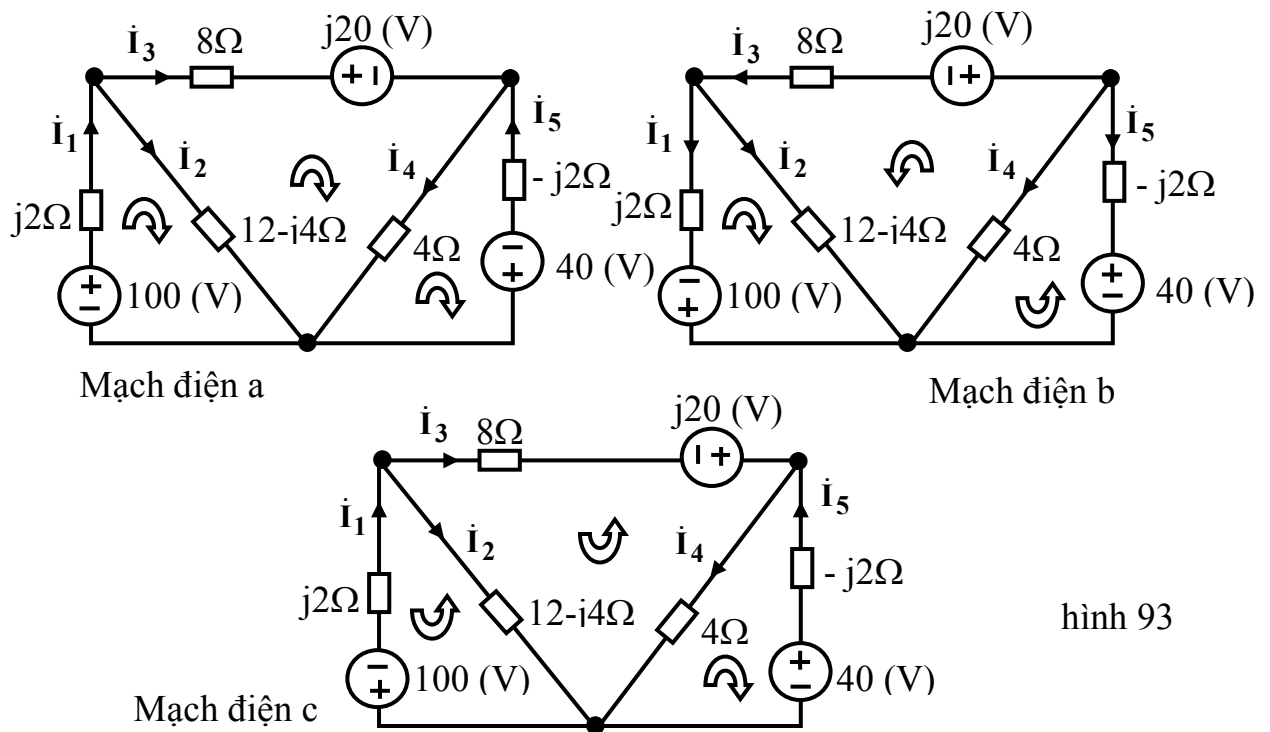 j20 (V)
İ₃ 8Ω
+ −
İ₁ İ₂ İ₄ İ₅
j2Ω 12-j4Ω 4Ω - j2Ω
+ − 100 (V) − + 40 (V)
Mạch điện a
j20 (V)
İ₃ 8Ω
− +
İ₁ İ₂ İ₄ İ₅
j2Ω 12-j4Ω 4Ω - j2Ω
− + 100 (V) + − 40 (V)
Mạch điện b
j20 (V)
İ₃ 8Ω
− +
İ₁ İ₂ İ₄ İ₅
j2Ω 12-j4Ω 4Ω - j2Ω
− + 100 (V) + − 40 (V)
Mạch điện c
hình 93